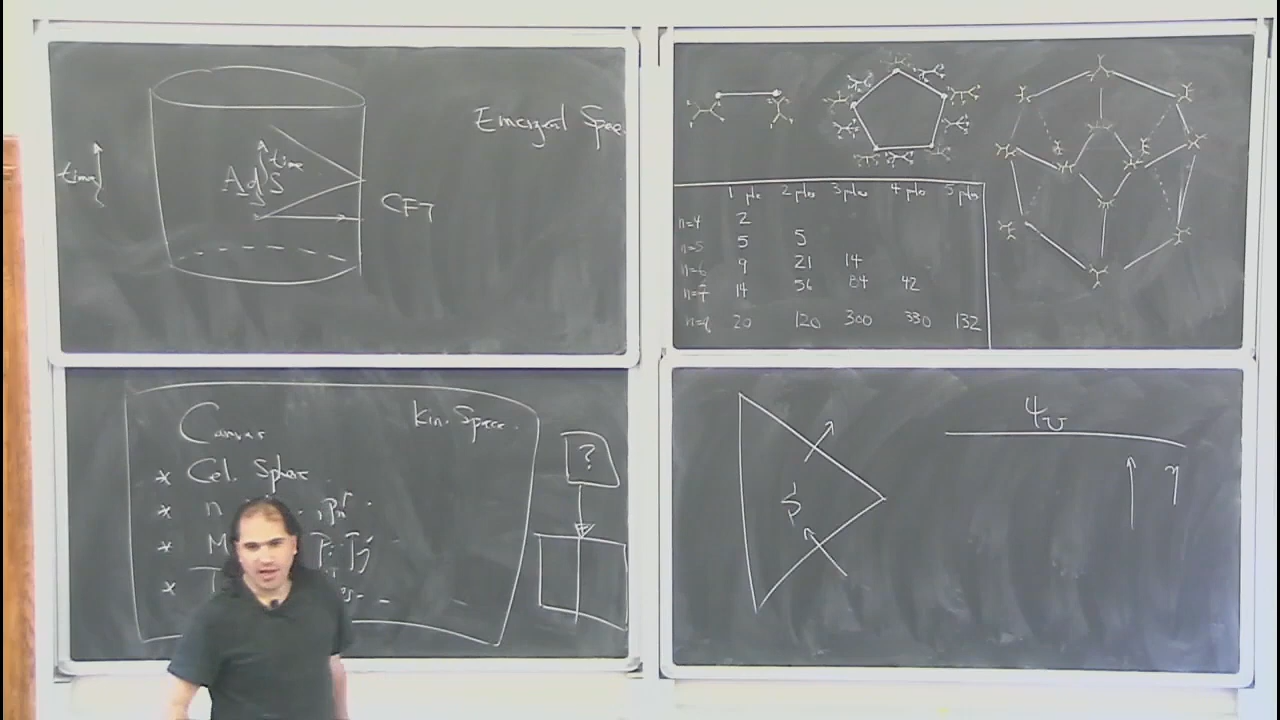 time
time
AdS
CFT
Emergent Space
1 pole 2 poles 3 poles 4 poles 5 poles
n=4 2
n=5 5 5
n=6 9 21 14
n=7 14 56 84 42
20 120 300 330 132
Canvas
Kin. Space
* Cel. Sphere
?
* n
* M
* T
S
Ψ
η